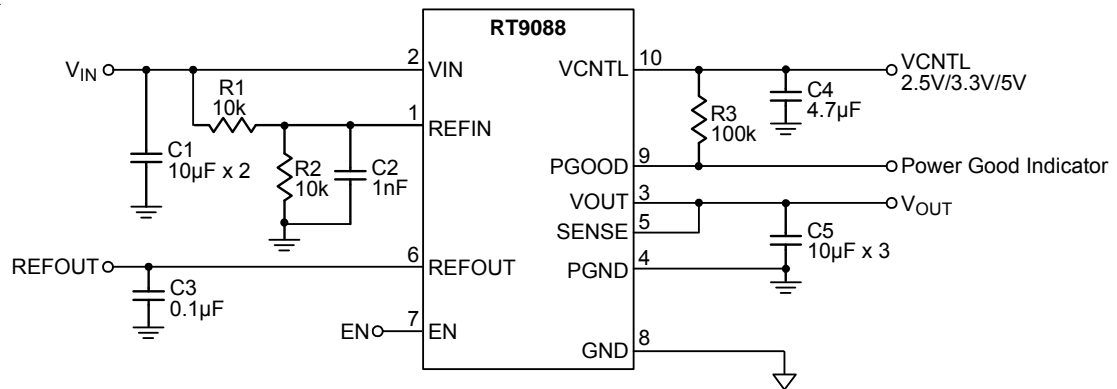 RT9088
V_IN
2
VIN
R1
10k
1
REFIN
C1
10µF x 2
R2
10k
C2
1nF
REFOUT
6
REFOUT
C3
0.1µF
EN
7
EN
VCNTL
10
VCNTL
2.5V/3.3V/5V
C4
4.7µF
R3
100k
PGOOD
9
Power Good Indicator
VOUT
3
V_OUT
SENSE
5
C5
10µF x 3
PGND
4
GND
8